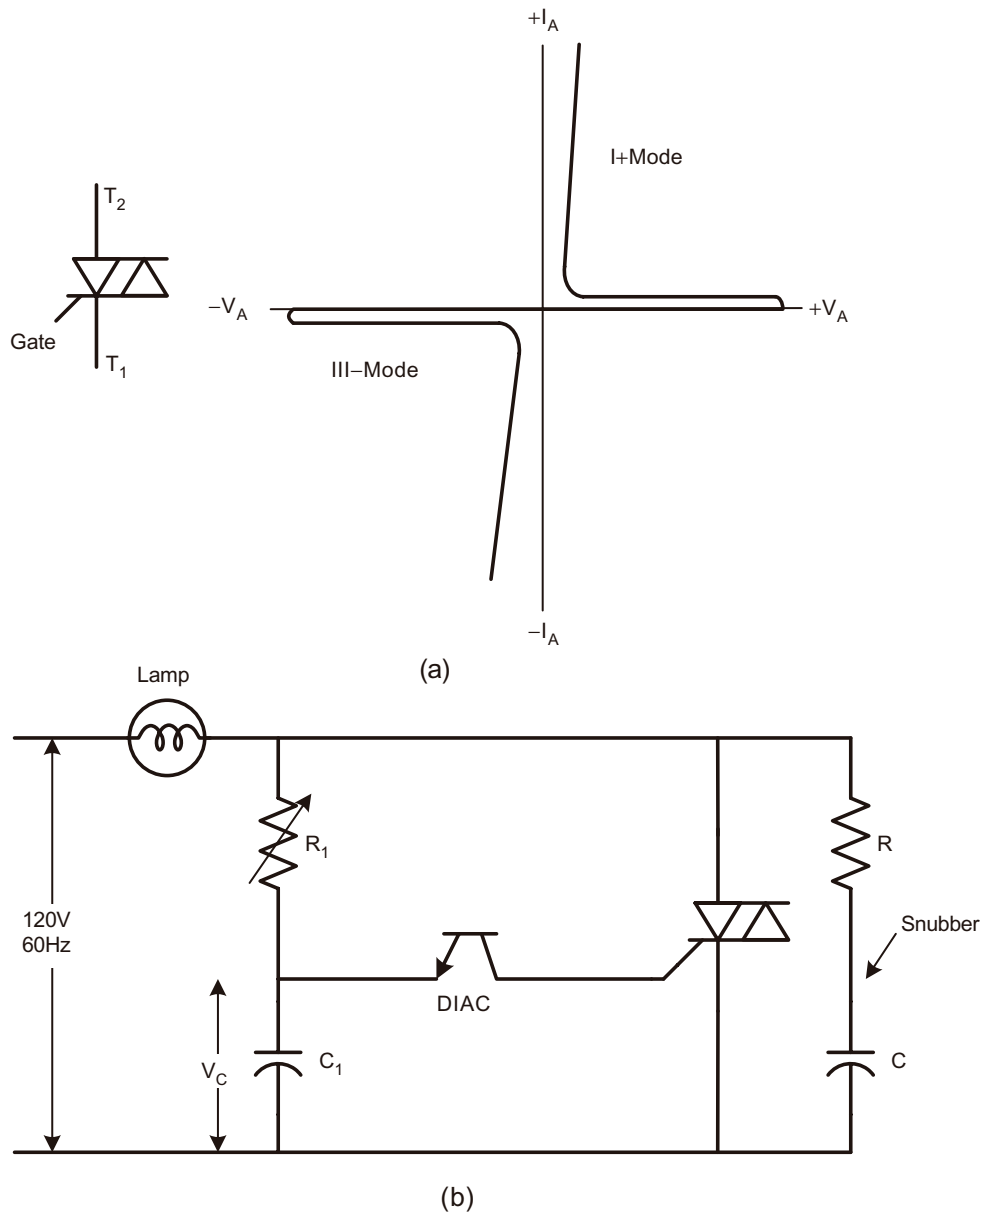 +I_A
I+Mode
T_2
−V_A
+V_A
Gate
T_1
III−Mode
−I_A
(a)
Lamp
R_1
R
120V
60Hz
Snubber
DIAC
V_C
C_1
C
(b)